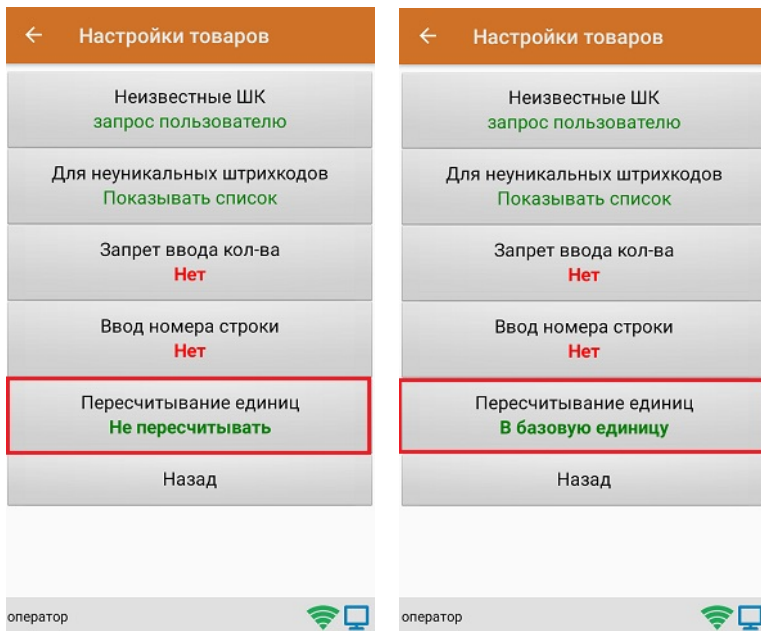 Настройки товаров
Неизвестные ШК
запрос пользователю
Для неуникальных штрихкодов
Показывать список
Запрет ввода кол-ва
Нет
Ввод номера строки
Нет
Пересчитывание единиц
Не пересчитывать
Назад
оператор
Настройки товаров
Неизвестные ШК
запрос пользователю
Для неуникальных штрихкодов
Показывать список
Запрет ввода кол-ва
Нет
Ввод номера строки
Нет
Пересчитывание единиц
В базовую единицу
Назад
оператор